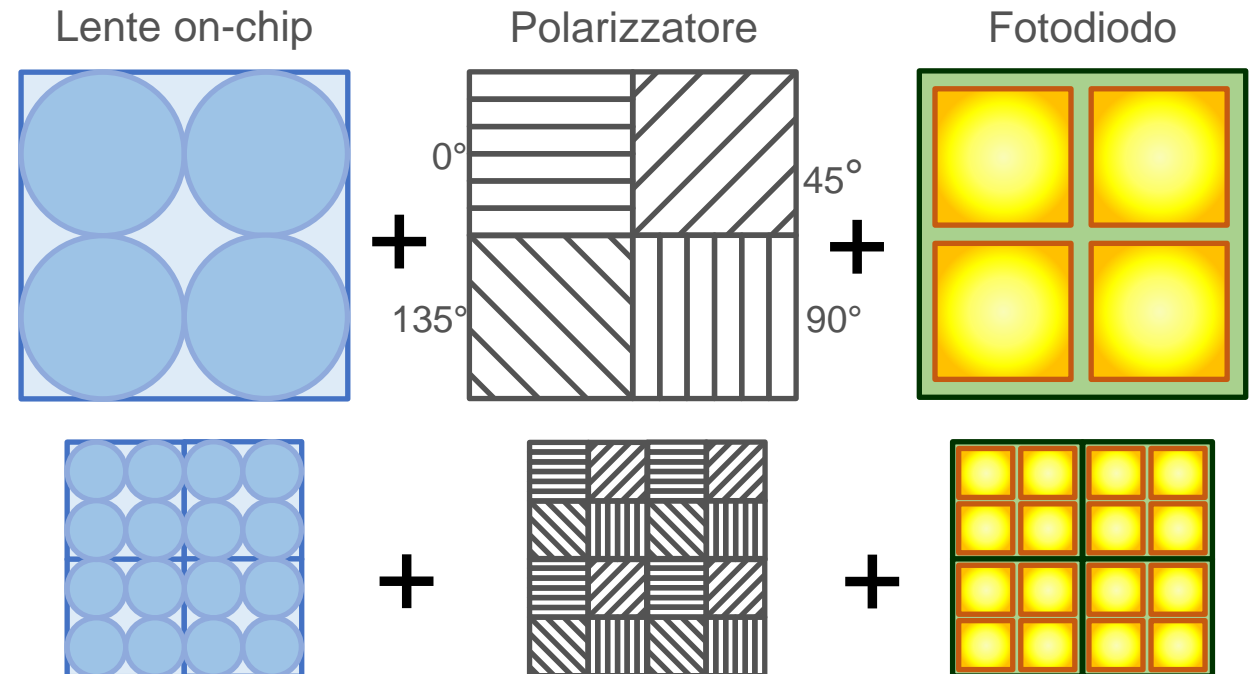 Lente on-chip
Polarizzatore
Fotodiodo
0°
45°
+
+
135°
90°
+
+